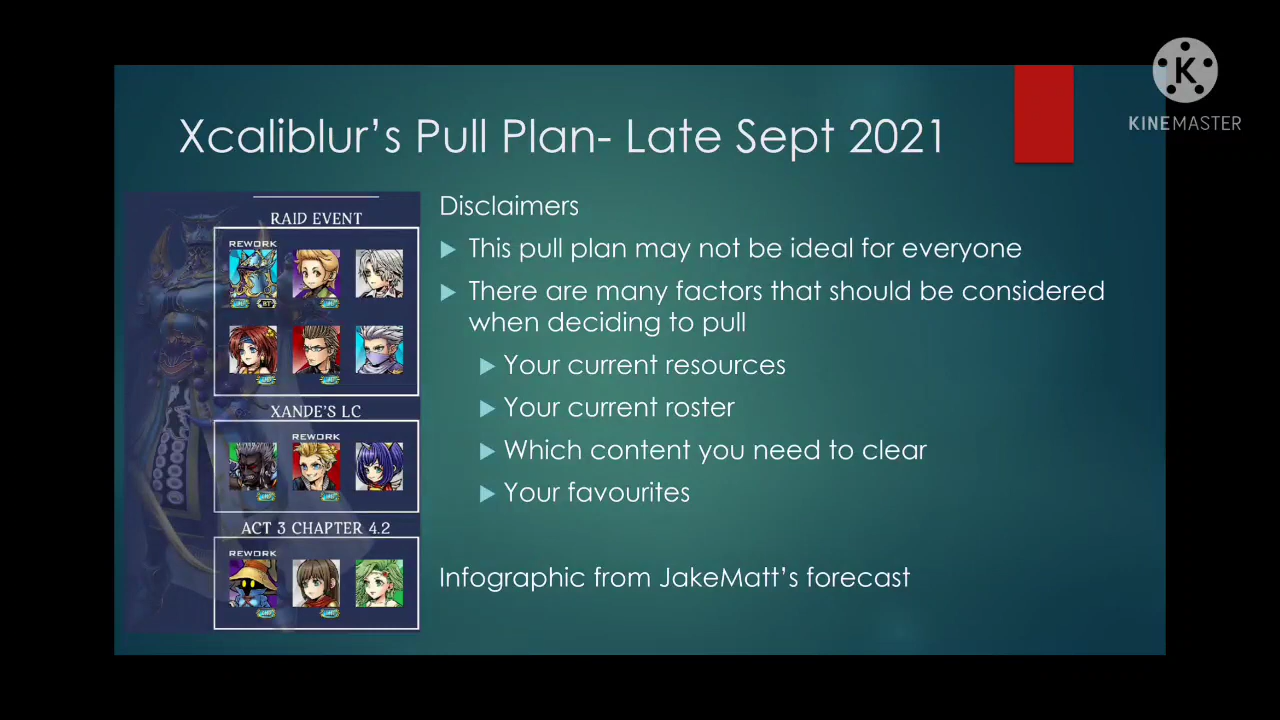 Xcaliblur's Pull Plan- Late Sept 2021
KINEMASTER
RAID EVENT
REWORK
BT
XANDE'S LC
REWORK
ACT 3 CHAPTER 4.2
REWORK
Disclaimers
This pull plan may not be ideal for everyone
There are many factors that should be considered
when deciding to pull
Your current resources
Your current roster
Which content you need to clear
Your favourites
Infographic from JakeMatt's forecast